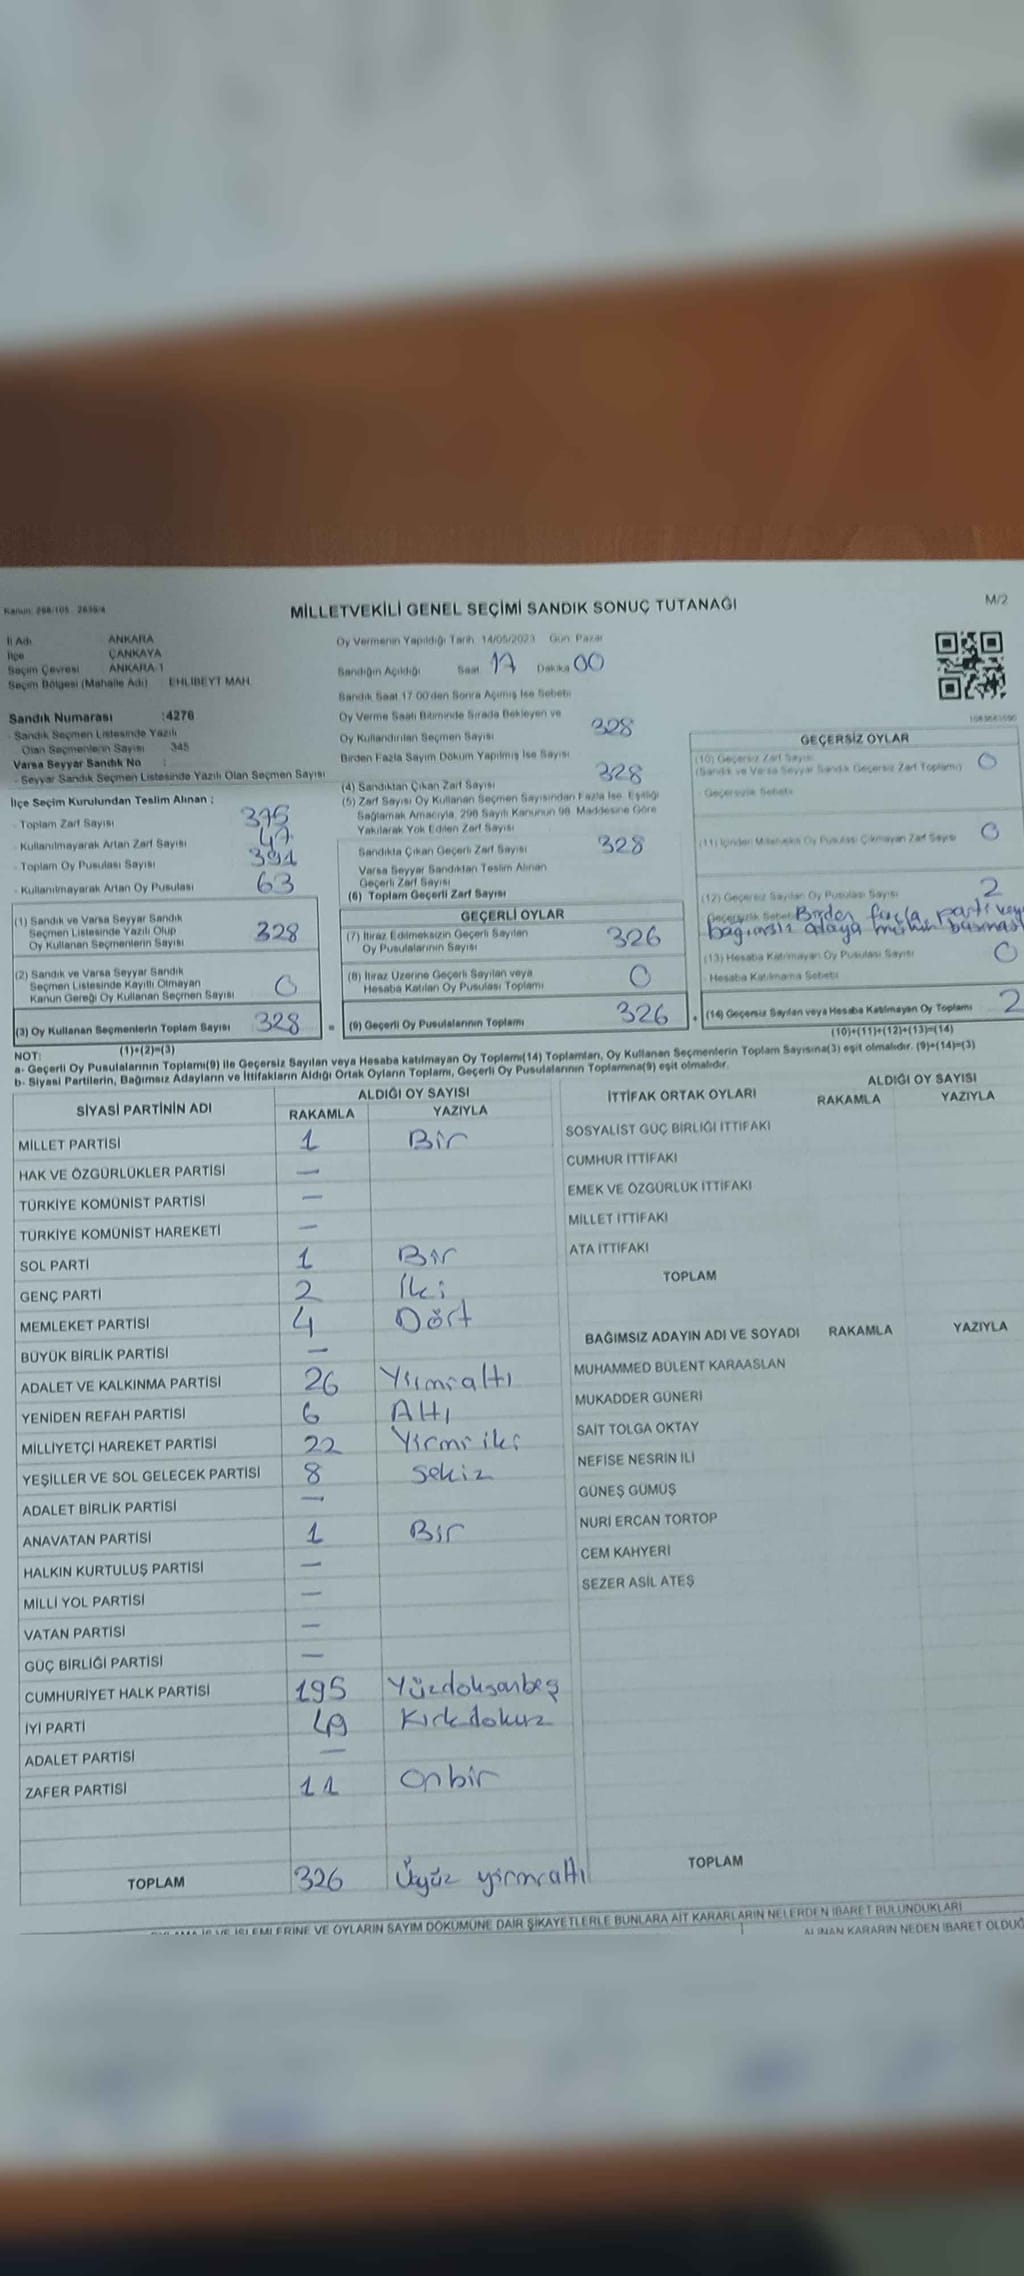 Kanun: 298/105 2839/4
MİLLETVEKİLİ GENEL SEÇİMİ SANDIK SONUÇ TUTANAĞI
M/2
İl Adı ANKARA
İlçe ÇANKAYA
Seçim Çevresi ANKARA 1
Seçim Bölgesi (Mahalle Adı) : EHLİBEYT MAH.
Sandık Numarası :4276
- Sandık Seçmen Listesinde Yazılı
Olan Seçmenlerin Sayısı 345
Varsa Seyyar Sandık No :
- Seyyar Sandık Seçmen Listesinde Yazılı Olan Seçmen Sayısı
İlçe Seçim Kurulundan Teslim Alınan :
- Toplam Zarf Sayısı 375
- Kullanılmayarak Artan Zarf Sayısı 47
- Toplam Oy Pusulası Sayısı 391
- Kullanılmayarak Artan Oy Pusulası 63
(1) Sandık ve Varsa Seyyar Sandık
Seçmen Listesinde Yazılı Olup
Oy Kullanan Seçmenlerin Sayısı 328
(2) Sandık ve Varsa Seyyar Sandık
Seçmen Listesinde Kayıtlı Olmayan
Kanun Gereği Oy Kullanan Seçmen Sayısı 0
(3) Oy Kullanan Seçmenlerin Toplam Sayısı 328 =
(1)+(2)=(3)
Oy Vermenin Yapıldığı Tarih: 14/05/2023 Gün: Pazar
Sandığın Açıldığı Saat 17 Dakika 00
Sandık Saat 17.00'den Sonra Açılmış İse Sebebi
Oy Verme Saati Bitiminde Sırada Bekleyen ve
Oy Kullandırılan Seçmen Sayısı 328
Birden Fazla Sayım Döküm Yapılmış İse Sayısı
(4) Sandıktan Çıkan Zarf Sayısı 328
(5) Zarf Sayısı Oy Kullanan Seçmen Sayısından Fazla İse, Eşitliği
Sağlamak Amacıyla, 298 Sayılı Kanunun 98. Maddesine Göre
Yakılarak Yok Edilen Zarf Sayısı
Sandıkta Çıkan Geçerli Zarf Sayısı 328
Varsa Seyyar Sandıktan Teslim Alınan
Geçerli Zarf Sayısı
(6) Toplam Geçerli Zarf Sayısı
GEÇERLİ OYLAR
(7) İtiraz Edilmeksizin Geçerli Sayılan
Oy Pusulalarının Sayısı 326
(8) İtiraz Üzerine Geçerli Sayılan veya
Hesaba Katılan Oy Pusulası Toplamı 0
(9) Geçerli Oy Pusulalarının Toplamı 326 +
GEÇERSİZ OYLAR
(10) Geçersiz Zarf Sayısı 0
(Sandık ve Varsa Seyyar Sandık Geçersiz Zarf Toplamı)
- Geçersizlik Sebebi
(11) İçinden Milletvekili Oy Pusulası Çıkmayan Zarf Sayısı 0
(12) Geçersiz Sayılan Oy Pusulası Sayısı 2
Geçersizlik Sebebi Birden fazla parti veya
bağımsız adaya mührün basması
(13) Hesaba Katılmayan Oy Pusulası Sayısı 0
- Hesaba Katılmama Sebebi
(14) Geçersiz Sayılan veya Hesaba Katılmayan Oy Toplamı 2
(10)+(11)+(12)+(13)=(14)
NOT:
a- Geçerli Oy Pusulalarının Toplamı(9) ile Geçersiz Sayılan veya Hesaba katılmayan Oy Toplamı(14) Toplamları, Oy Kullanan Seçmenlerin Toplam Sayısına(3) eşit olmalıdır. (9)+(14)=(3)
b- Siyasi Partilerin, Bağımsız Adayların ve İttifakların Aldığı Ortak Oyların Toplamı, Geçerli Oy Pusulalarının Toplamına(9) eşit olmalıdır.
SİYASİ PARTİNİN ADI ALDIĞI OY SAYISI
RAKAMLA YAZIYLA
MİLLET PARTİSİ 1 Bir
HAK VE ÖZGÜRLÜKLER PARTİSİ —
TÜRKİYE KOMÜNİST PARTİSİ —
TÜRKİYE KOMÜNİST HAREKETİ —
SOL PARTİ 1 Bir
GENÇ PARTİ 2 İki
MEMLEKET PARTİSİ 4 Dört
BÜYÜK BİRLİK PARTİSİ —
ADALET VE KALKINMA PARTİSİ 26 Yirmialtı
YENİDEN REFAH PARTİSİ 6 Altı
MİLLİYETÇİ HAREKET PARTİSİ 22 Yirmiiki
YEŞİLLER VE SOL GELECEK PARTİSİ 8 Sekiz
ADALET BİRLİK PARTİSİ —
ANAVATAN PARTİSİ 1 Bir
HALKIN KURTULUŞ PARTİSİ —
MİLLİ YOL PARTİSİ —
VATAN PARTİSİ —
GÜÇ BİRLİĞİ PARTİSİ —
CUMHURİYET HALK PARTİSİ 195 Yüzdoksanbeş
İYİ PARTİ 49 Kırkdokuz
ADALET PARTİSİ —
ZAFER PARTİSİ 11 Onbir
TOPLAM 326 Üçyüz yirmialtı
İTTİFAK ORTAK OYLARI ALDIĞI OY SAYISI
RAKAMLA YAZIYLA
SOSYALİST GÜÇ BİRLİĞİ İTTİFAKI
CUMHUR İTTİFAKI
EMEK VE ÖZGÜRLÜK İTTİFAKI
MİLLET İTTİFAKI
ATA İTTİFAKI
TOPLAM
BAĞIMSIZ ADAYIN ADI VE SOYADI RAKAMLA YAZIYLA
MUHAMMED BÜLENT KARAASLAN
MUKADDER GÜNERİ
SAİT TOLGA OKTAY
NEFİSE NESRİN İLİ
GÜNEŞ GÜMÜŞ
NURİ ERCAN TORTOP
CEM KAHYERİ
SEZER ASİL ATEŞ
TOPLAM
İŞ VE İŞLEMLERİNE VE OYLARIN SAYIM DÖKÜMÜNE DAİR ŞİKAYETLERLE BUNLARA AİT KARARLARIN NELERDEN İBARET BULUNDUKLARI
ALINAN KARARIN NEDEN İBARET OLDUĞ